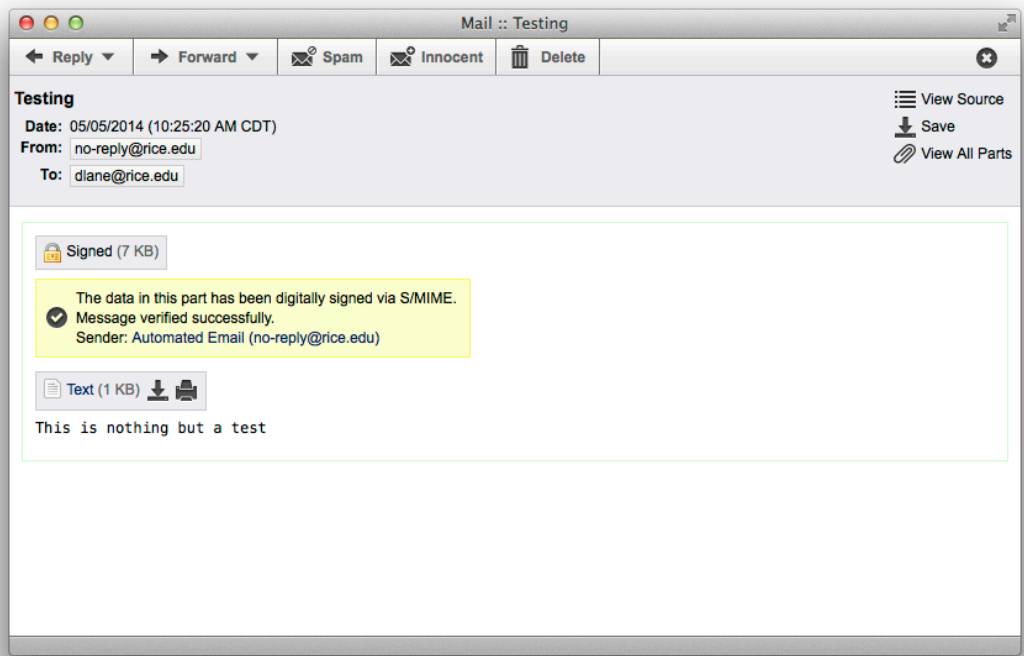 Mail :: Testing
Reply Forward Spam Innocent Delete
Testing
View Source
Date: 05/05/2014 (10:25:20 AM CDT)
Save
From: no-reply@rice.edu
View All Parts
To: dlane@rice.edu
Signed (7 KB)
The data in this part has been digitally signed via S/MIME.
Message verified successfully.
Sender: Automated Email (no-reply@rice.edu)
Text (1 KB)
This is nothing but a test